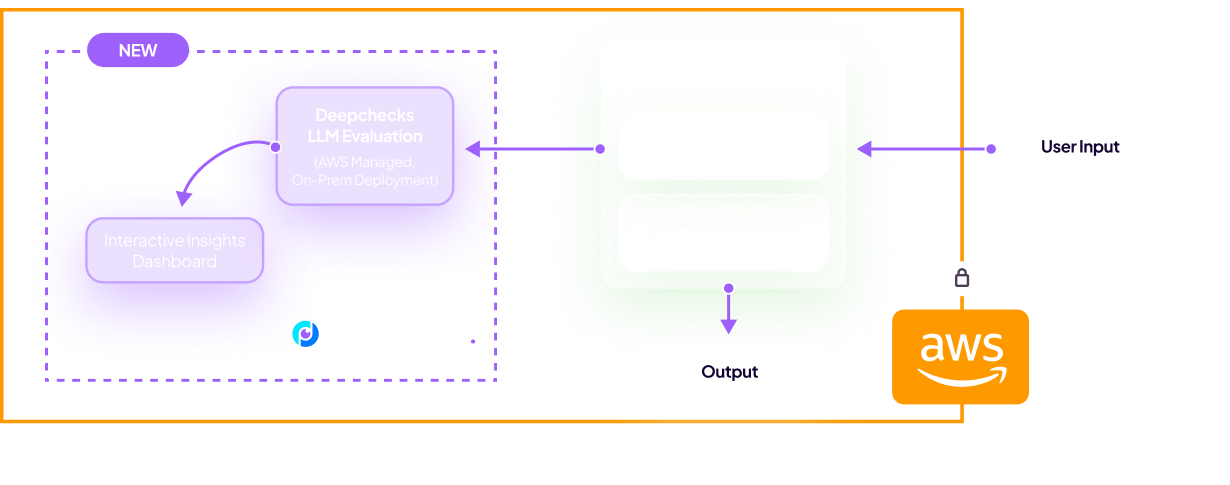 NEW
Deepchecks
LLM Evaluation
(AWS Managed,
On-Prem Deployment)
User Input
Interactive Insights
Dashboard
aws
Output